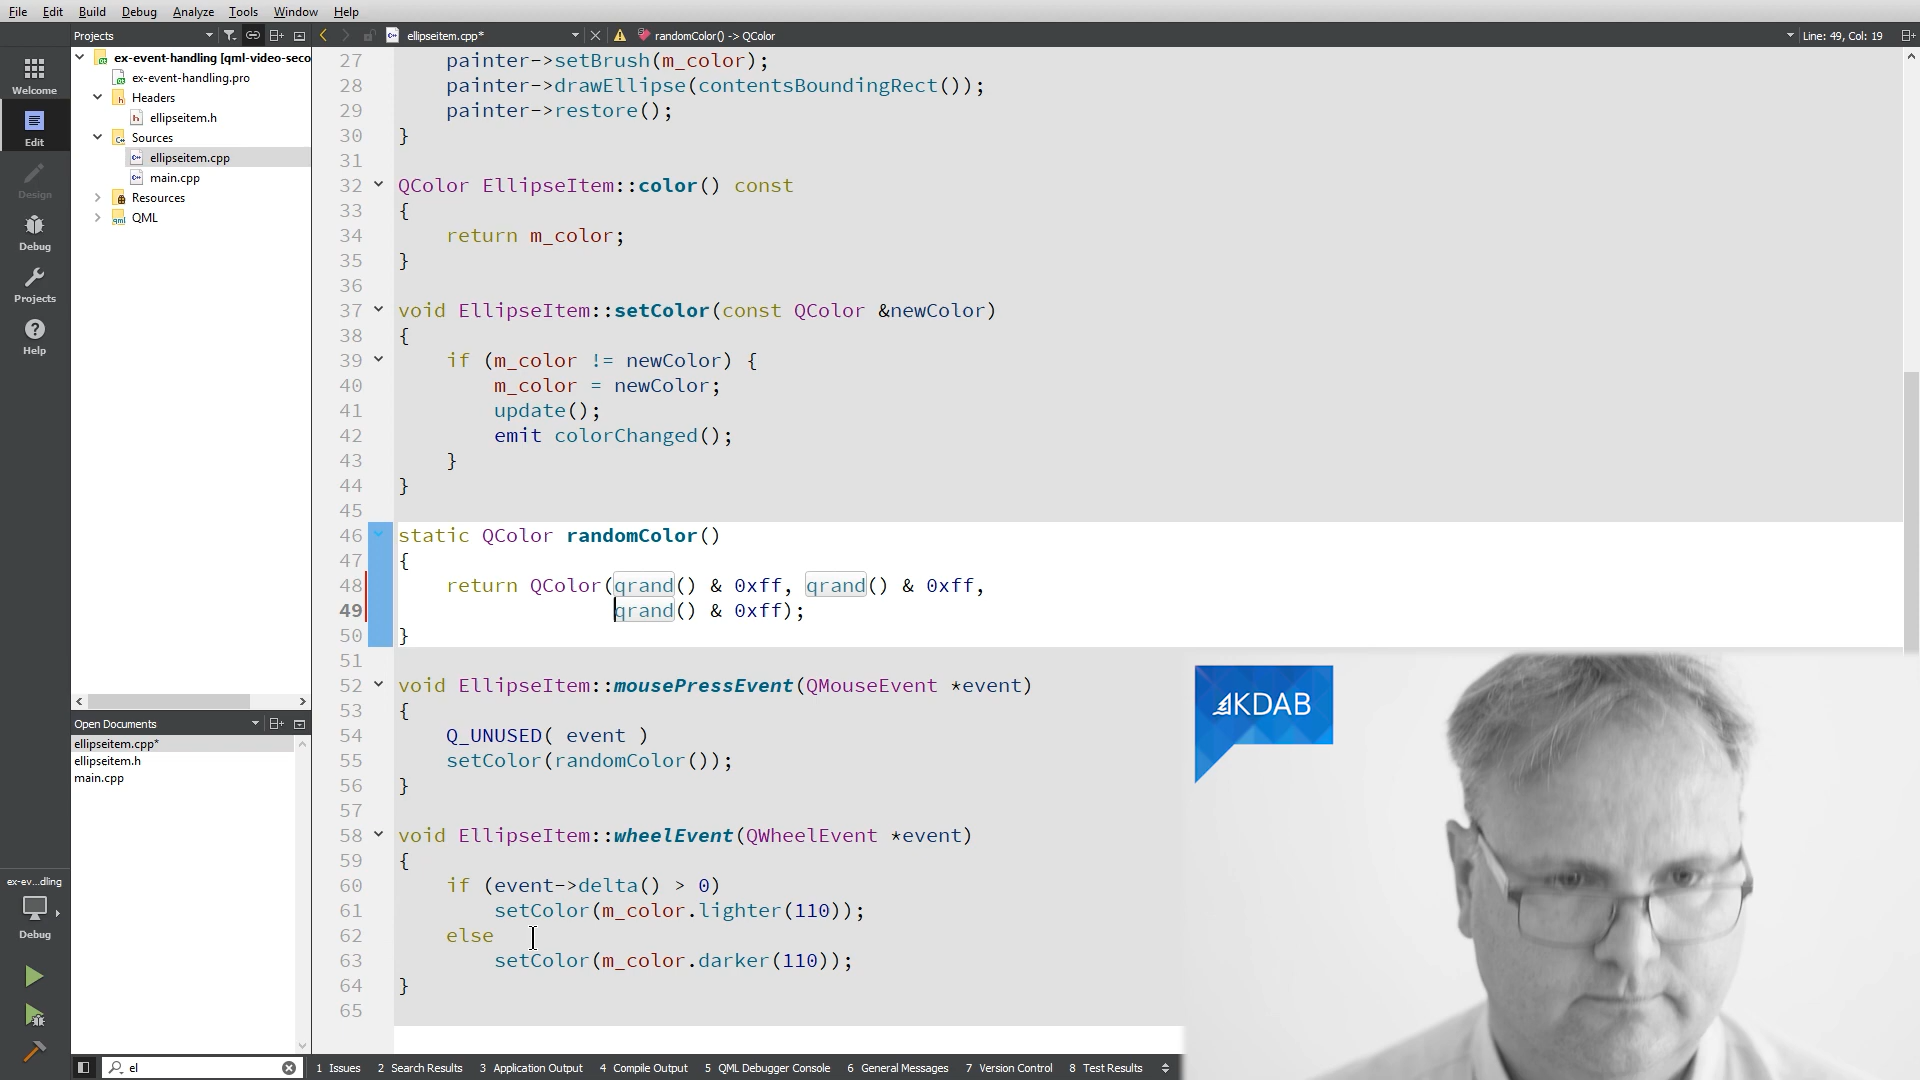 File Edit Build Debug Analyze Tools Window Help
Projects
ellipseitem.cpp*
randomColor() -> QColor
Line: 49, Col: 19
Welcome
Edit
Design
Debug
Projects
Help
ex-event-handling [qml-video-seco
ex-event-handling.pro
Headers
ellipseitem.h
Sources
ellipseitem.cpp
main.cpp
Resources
QML
Open Documents
ellipseitem.cpp*
ellipseitem.h
main.cpp
ex-ev...dling
Debug
27 painter->setBrush(m_color);
28 painter->drawEllipse(contentsBoundingRect());
29 painter->restore();
30 }
31
32 QColor EllipseItem::color() const
33 {
34 return m_color;
35 }
36
37 void EllipseItem::setColor(const QColor &newColor)
38 {
39 if (m_color != newColor) {
40 m_color = newColor;
41 update();
42 emit colorChanged();
43 }
44 }
45
46 static QColor randomColor()
47 {
48 return QColor(qrand() & 0xff, qrand() & 0xff,
49 qrand() & 0xff);
50 }
51
52 void EllipseItem::mousePressEvent(QMouseEvent *event)
53 {
54 Q_UNUSED( event )
55 setColor(randomColor());
56 }
57
58 void EllipseItem::wheelEvent(QWheelEvent *event)
59 {
60 if (event->delta() > 0)
61 setColor(m_color.lighter(110));
62 else
63 setColor(m_color.darker(110));
64 }
65
KDAB
el
1 Issues 2 Search Results 3 Application Output 4 Compile Output 5 QML Debugger Console 6 General Messages 7 Version Control 8 Test Results